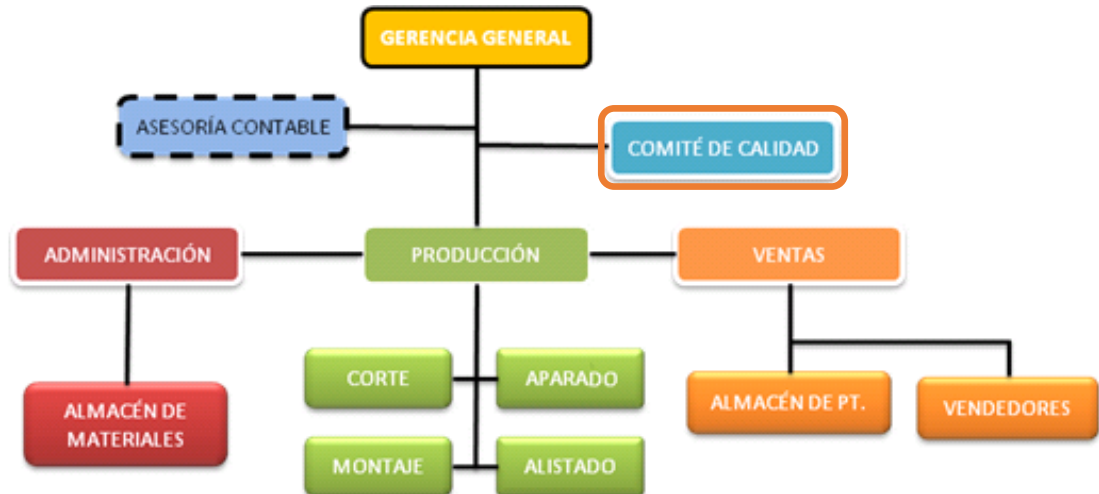 GERENCIA GENERAL
ASESORÍA CONTABLE
COMITÉ DE CALIDAD
ADMINISTRACIÓN
PRODUCCIÓN
VENTAS
CORTE
APARADO
ALMACÉN DE
MATERIALES
ALMACÉN DE PT.
VENDEDORES
MONTAJE
ALISTADO